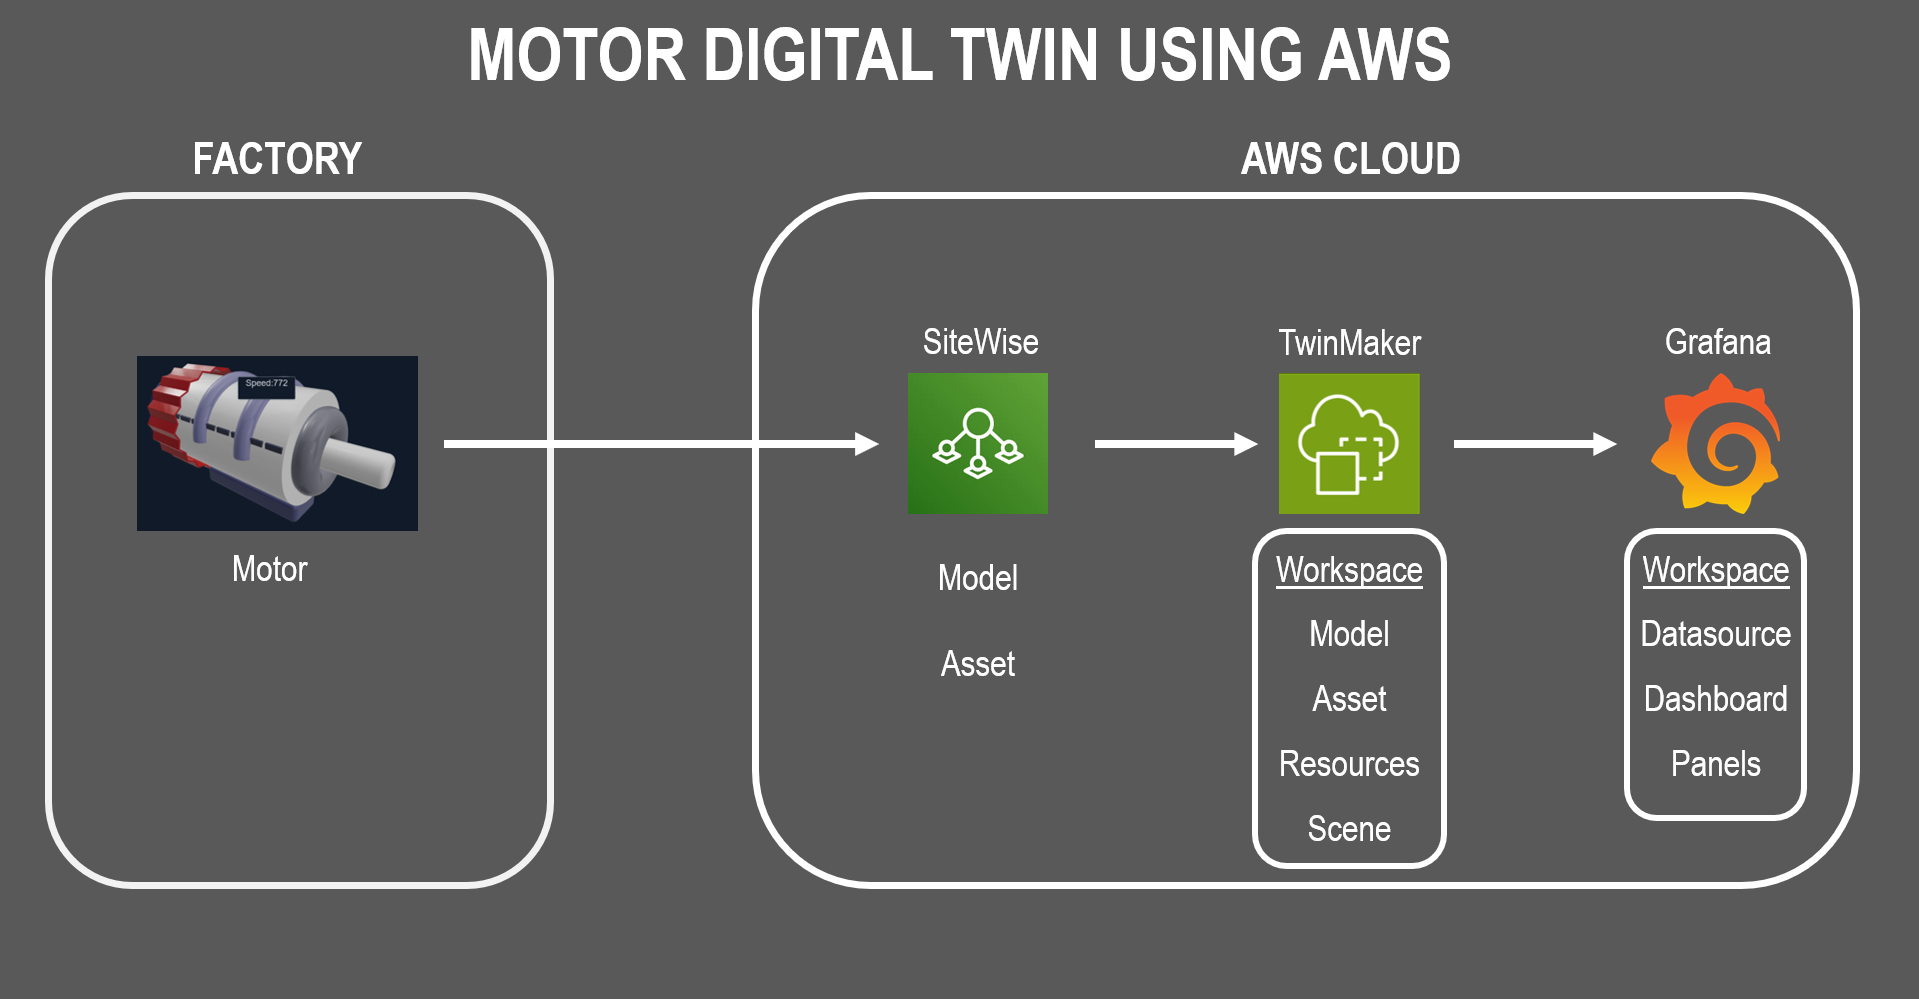 MOTOR DIGITAL TWIN USING AWS
FACTORY
AWS CLOUD
Speed:772
Motor
SiteWise
Model
Asset
TwinMaker
Workspace
Model
Asset
Resources
Scene
Grafana
Workspace
Datasource
Dashboard
Panels